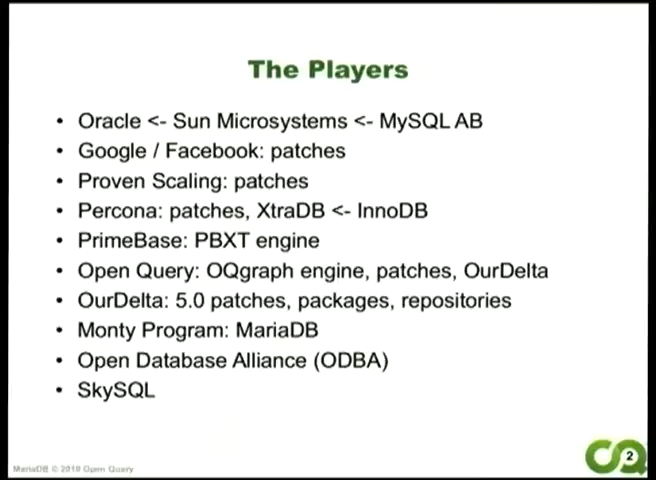 The Players
• Oracle <- Sun Microsystems <- MySQL AB
• Google / Facebook: patches
• Proven Scaling: patches
• Percona: patches, XtraDB <- InnoDB
• PrimeBase: PBXT engine
• Open Query: OQgraph engine, patches, OurDelta
• OurDelta: 5.0 patches, packages, repositories
• Monty Program: MariaDB
• Open Database Alliance (ODBA)
• SkySQL
MariaDB © 2010 Open Query
2